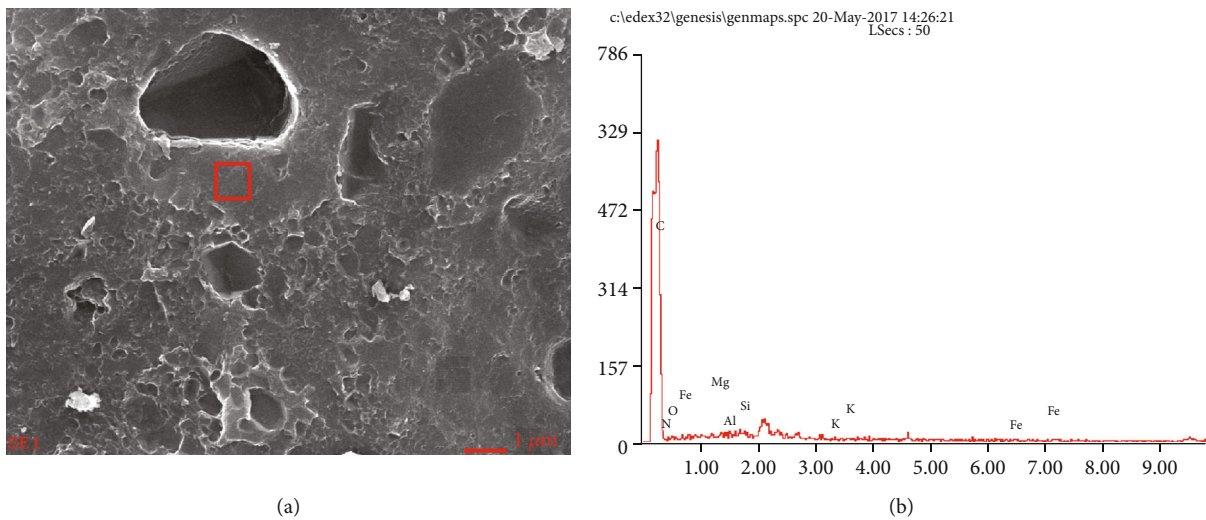 SE1
1 μm
(a)
c:\edex32\genesis\genmaps.spc 20-May-2017 14:26:21
LSecs : 50
786
329
472
314
157
0
C
N
O
Fe
Mg
Al
Si
K
K
Fe
Fe
1.00 2.00 3.00 4.00 5.00 6.00 7.00 8.00 9.00
(b)